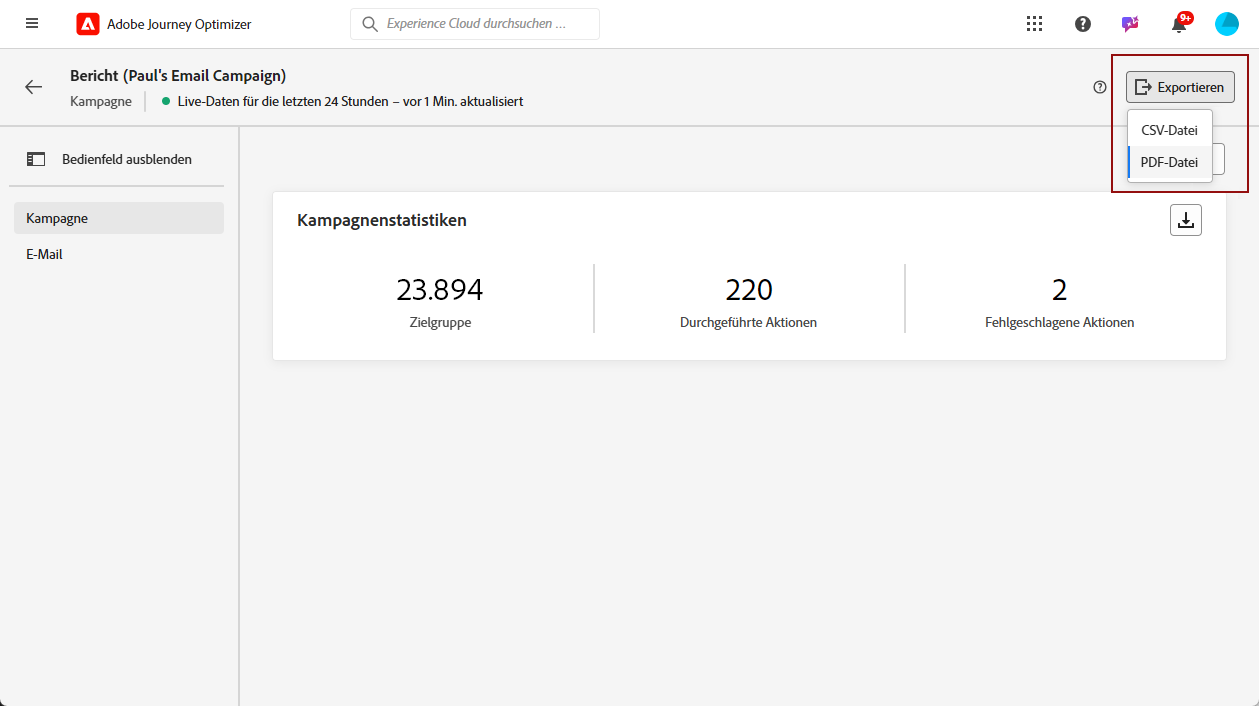 Adobe Journey Optimizer
Experience Cloud durchsuchen ...
9+
Bericht (Paul's Email Campaign)
Kampagne
Live-Daten für die letzten 24 Stunden – vor 1 Min. aktualisiert
Exportieren
CSV-Datei
PDF-Datei
Bedienfeld ausblenden
Kampagne
E-Mail
Kampagnenstatistiken
23.894
Zielgruppe
220
Durchgeführte Aktionen
2
Fehlgeschlagene Aktionen